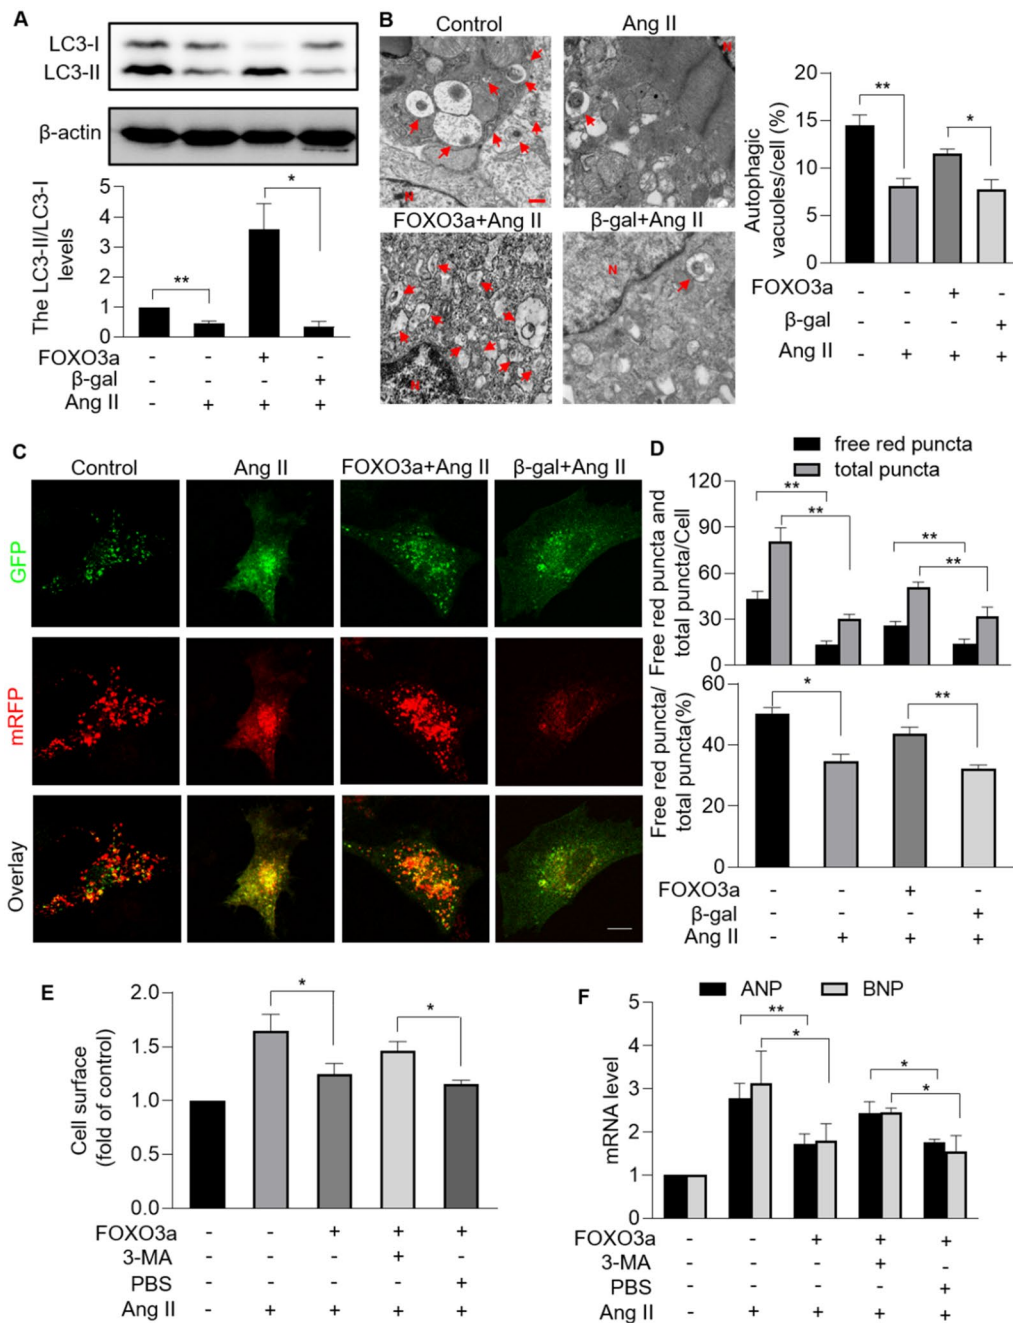 A
LC3-I
LC3-II
β-actin
The LC3-II/LC3-I
levels
5
4
3
2
1
0
**
*
FOXO3a - - + -
β-gal - - - +
Ang II - + + +
B
Control
Ang II
N
N
FOXO3a+Ang II
β-gal+Ang II
N
N
Autophagic
vacuoles/cell (%)
20
15
10
5
0
**
*
FOXO3a - - + -
β-gal - - - +
Ang II - + + +
C
Control
Ang II
FOXO3a+Ang II
β-gal+Ang II
GFP
mRFP
Overlay
D
free red puncta
total puncta
Free red puncta and
total puncta/Cell
120
90
60
30
0
**
**
**
**
Free red puncta/
total puncta(%)
60
40
20
0
*
**
FOXO3a - - + -
β-gal - - - +
Ang II - + + +
E
Cell surface
(fold of control)
2.0
1.5
1.0
0.5
0.0
*
*
FOXO3a - - + + +
3-MA - - - + -
PBS - - - - +
Ang II - + + + +
F
ANP
BNP
mRNA level
5
4
3
2
1
0
**
*
*
*
FOXO3a - - + + +
3-MA - - - + -
PBS - - - - +
Ang II - + + + +